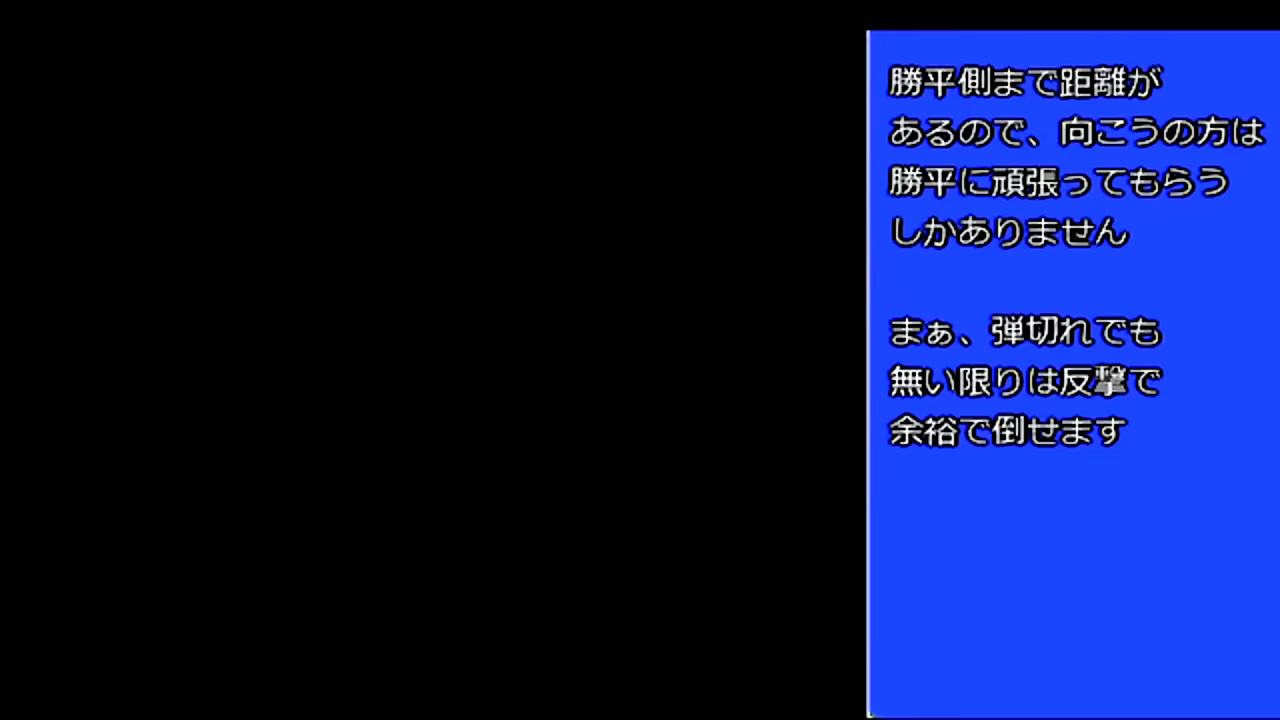 勝平側まで距離が
あるので、向こうの方は
勝平に頑張ってもらう
しかありません
まぁ、弾切れでも
無い限りは反撃で
余裕で倒せます